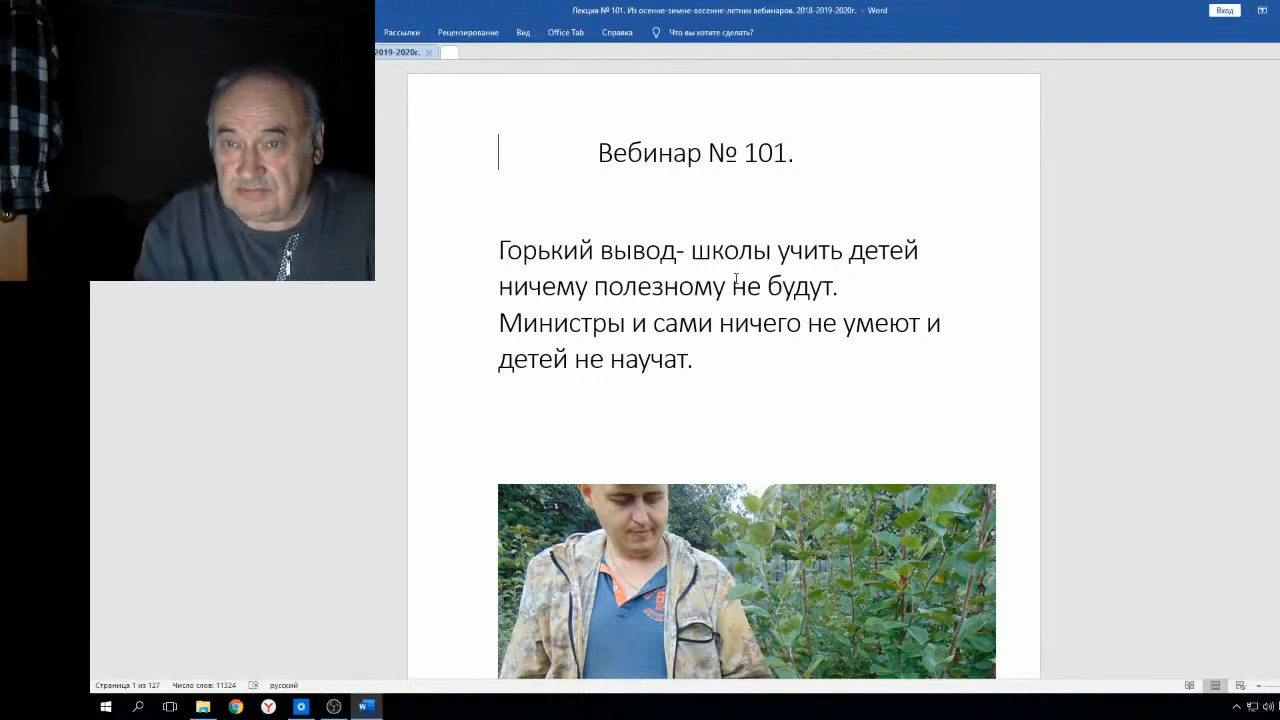 Лекция № 101. Из осенне-зимне-весенне-летних вебинаров. 2018-2019-2020г. - Word
Вход
Рассылки Рецензирование Вид Office Tab Справка Что вы хотите сделать?
2019-2020г.
Вебинар № 101.
Горький вывод- школы учить детей
ничему полезному не будут.
Министры и сами ничего не умеют и
детей не научат.
Страница 1 из 127 Число слов: 11324 русский